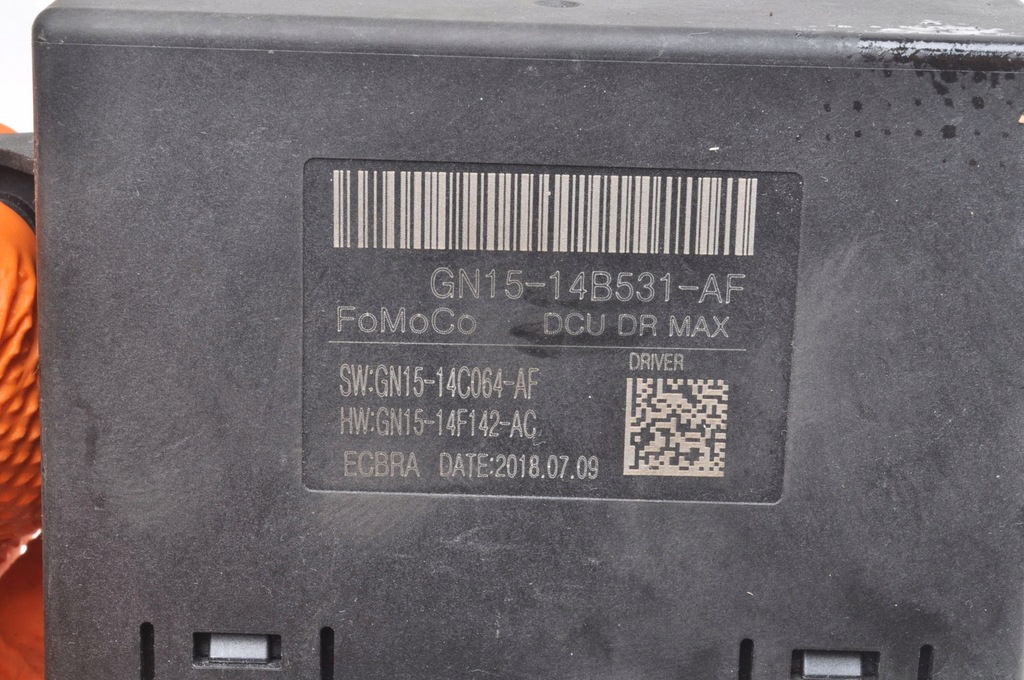 GN15-14B531-AF
FoMoCo DCU DR MAX
DRIVER
SW:GN15-14C064-AF
HW:GN15-14F142-AC
ECBRA DATE:2018.07.09